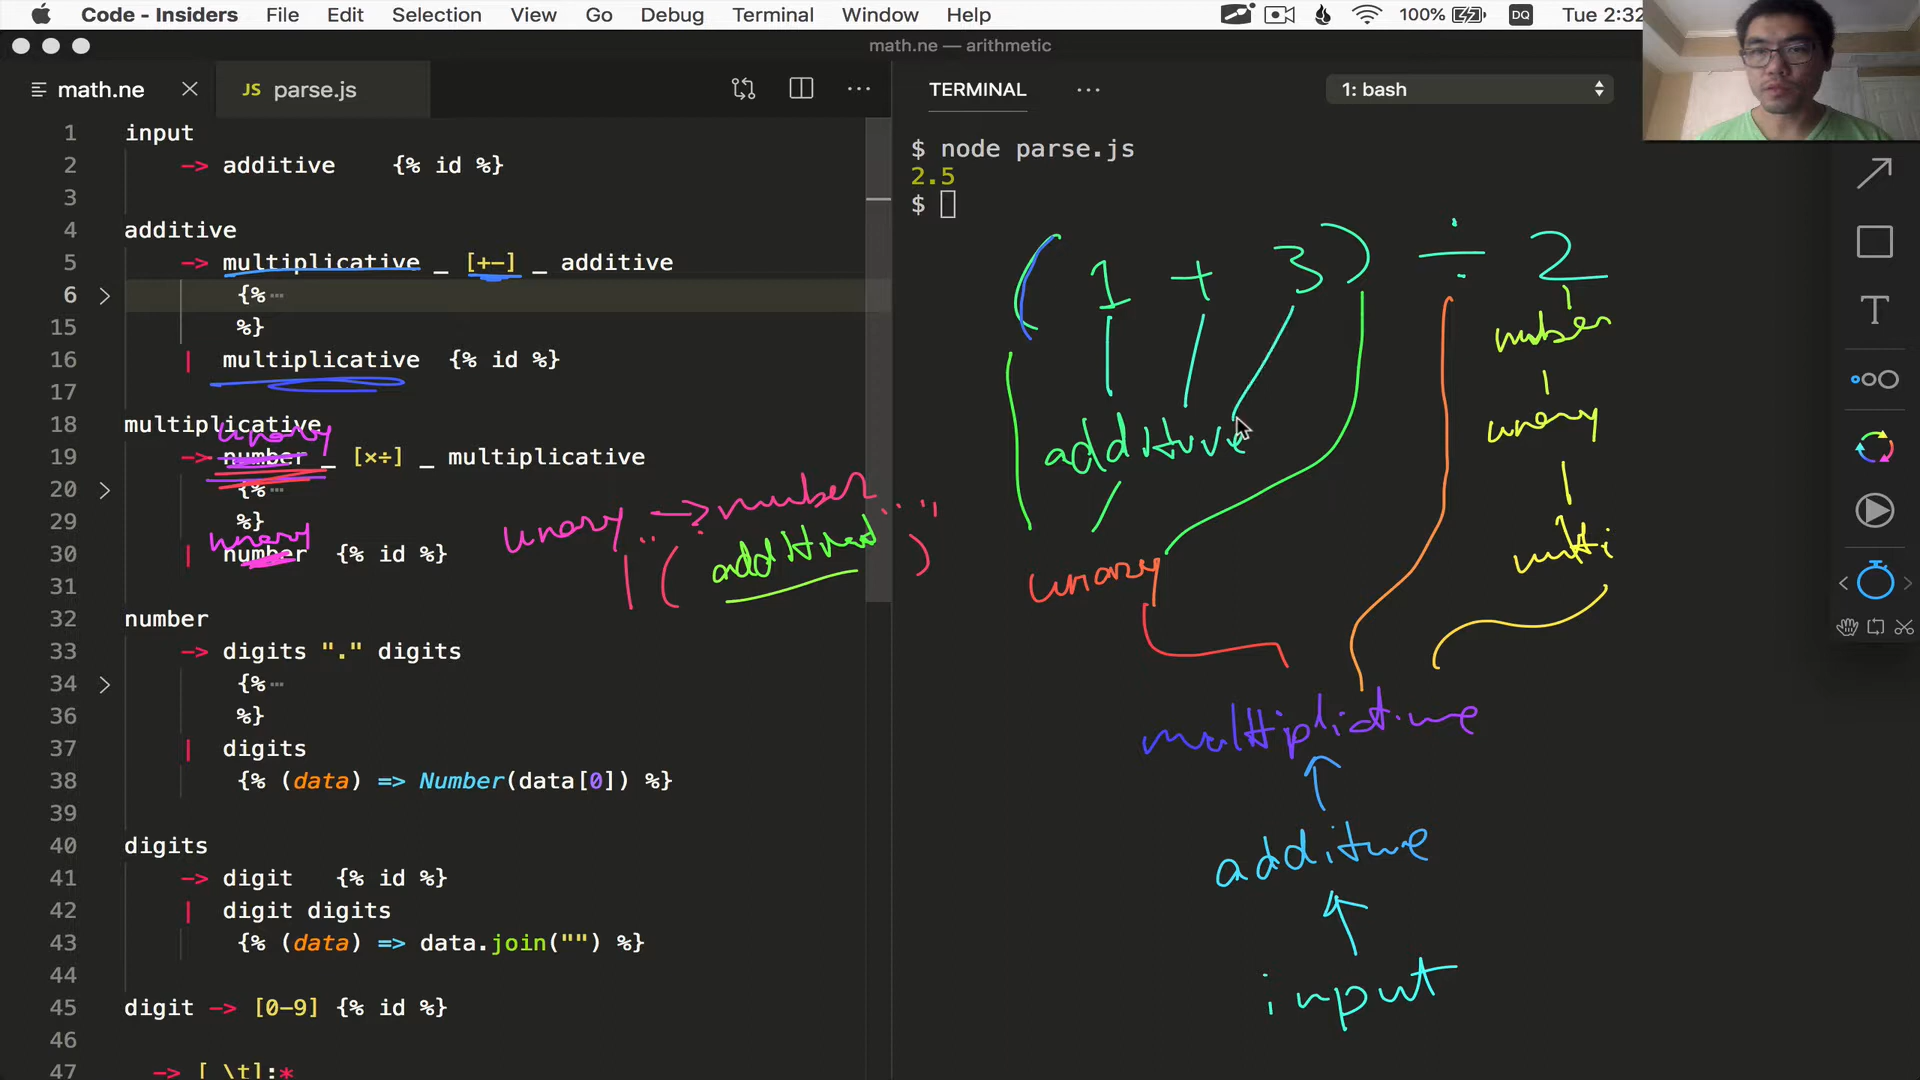 Code - Insiders File Edit Selection View Go Debug Terminal Window Help 100% DQ Tue 2:32
math.ne — arithmetic
math.ne JS parse.js
TERMINAL 1: bash
1 input
2 -> additive {% id %}
3
4 additive
5 -> multiplicative _ [+-] _ additive
6 {% ...
15 %}
16 | multiplicative {% id %}
17
18 multiplicative
unary
19 -> number _ [×÷] _ multiplicative
20 {% ...
29 %}
unary
30 | number {% id %}
31
32 number
33 -> digits "." digits
34 {% ...
36 %}
37 | digits
38 {% (data) => Number(data[0]) %}
39
40 digits
41 -> digit {% id %}
42 | digit digits
43 {% (data) => data.join("") %}
44
45 digit -> [0-9] {% id %}
46
47 -> [ \t]:*
unary -> number
| ( additive )
$ node parse.js
2.5
$
( 1 + 3 ) ÷ 2
number
additive
unary
unary
multi
multiplicative
additive
input
T